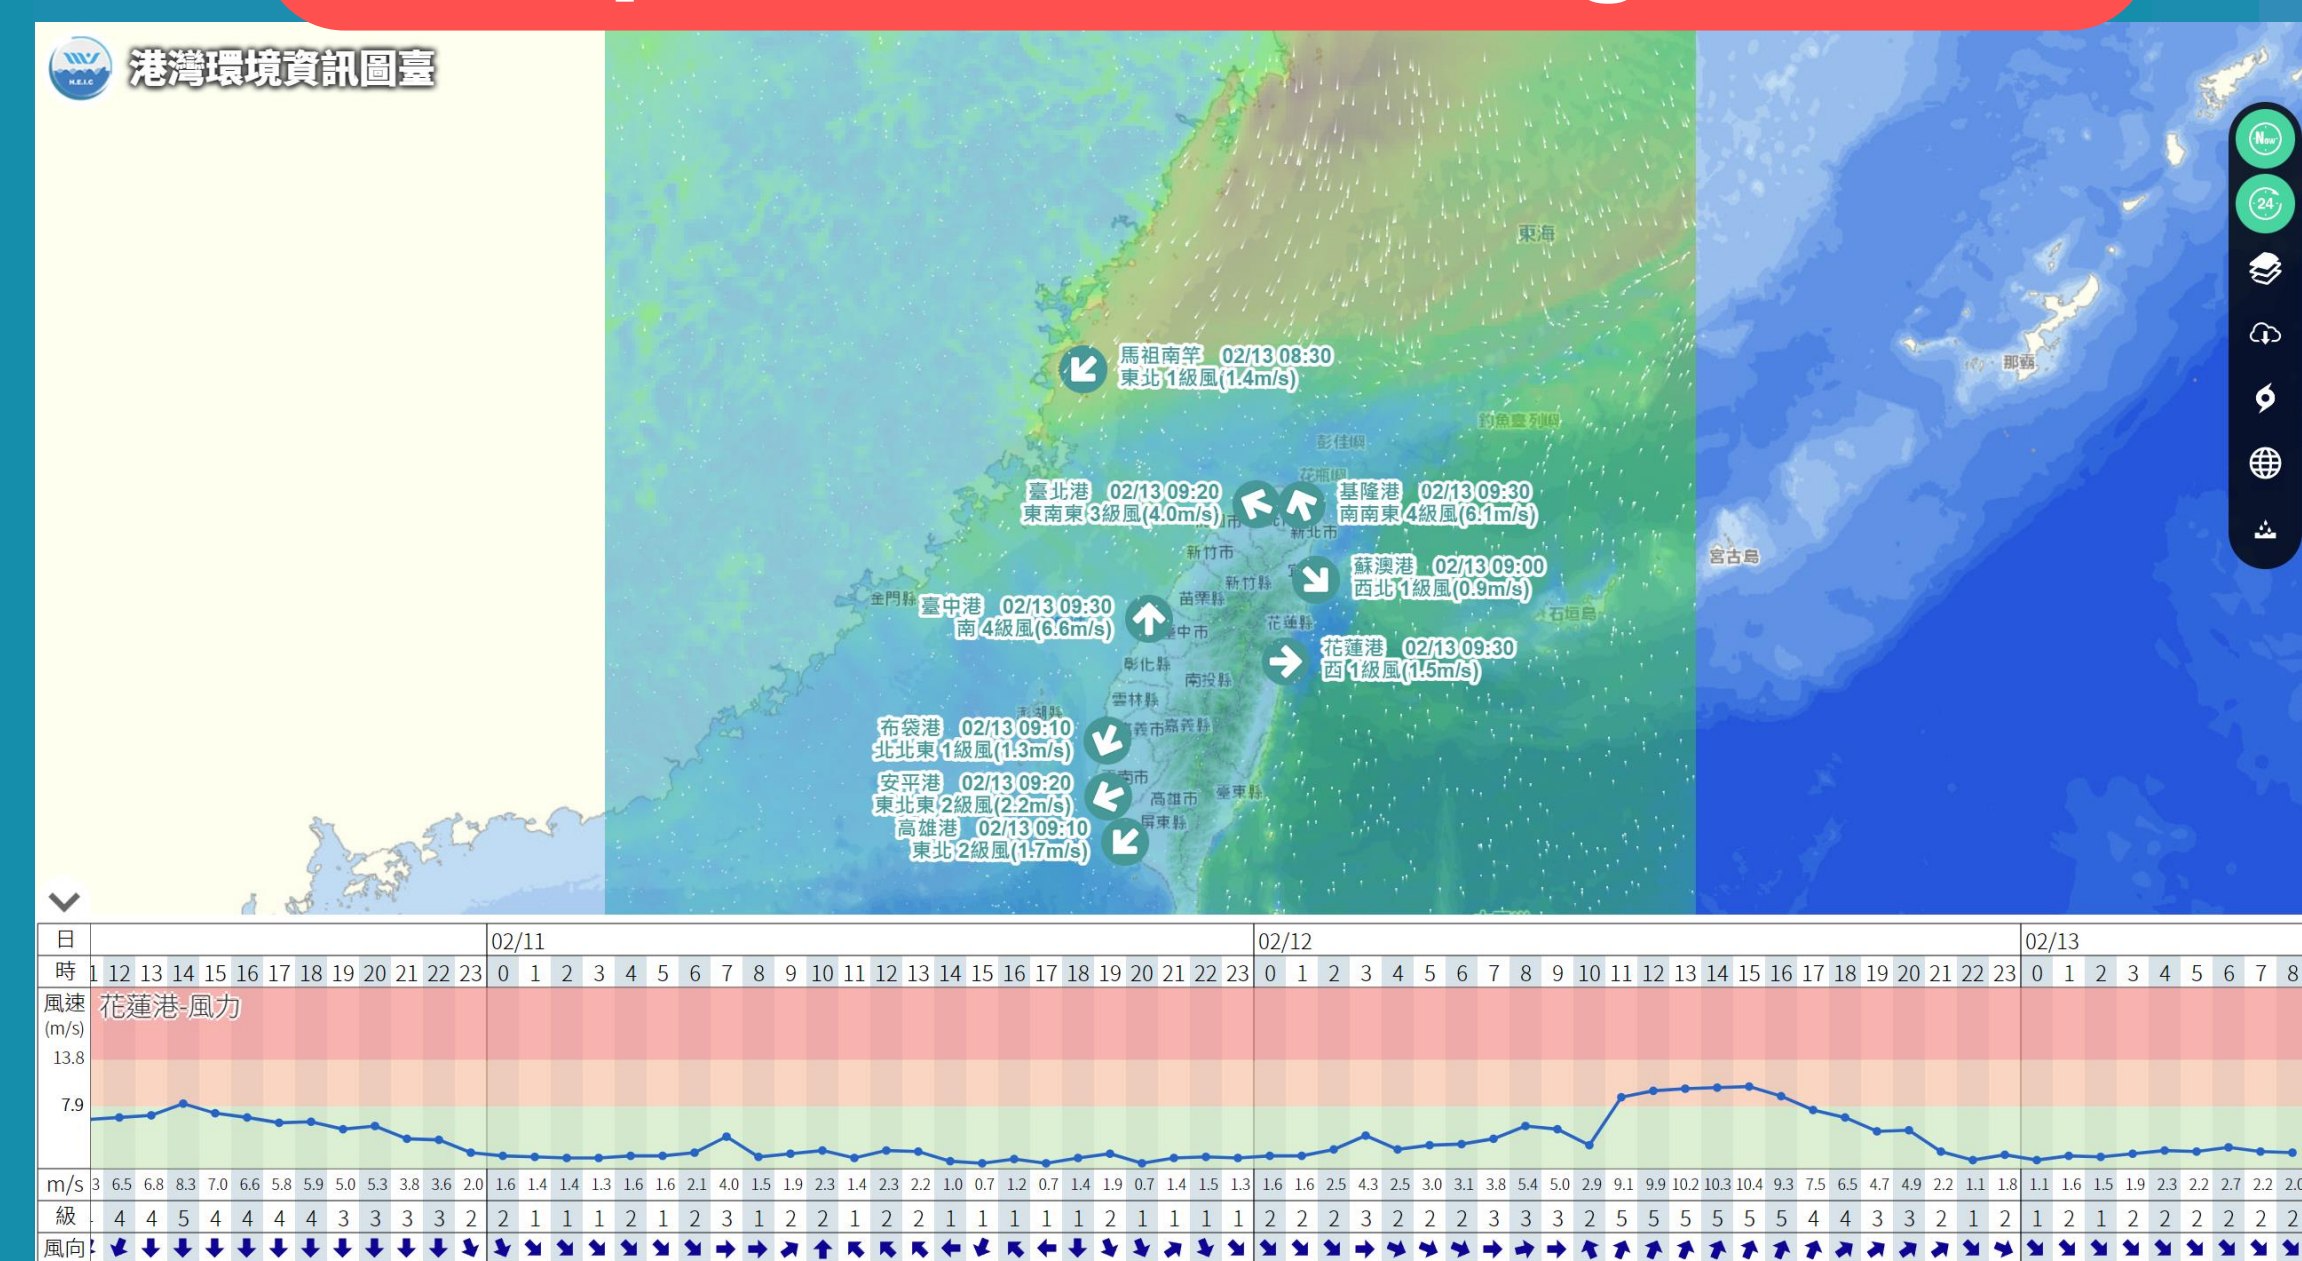 港灣環境資訊圖臺
H.E.I.C
Now
24
東海
那霸
馬祖南竿 02/13 08:30
東北 1級風(1.4m/s)
釣魚臺列嶼
彭佳嶼
花瓶嶼
臺北港 02/13 09:20
東南東 3級風(4.0m/s)
基隆港 02/13 09:30
南南東 4級風(6.1m/s)
新北市
新竹市
宮古島
蘇澳港 02/13 09:00
西北 1級風(0.9m/s)
新竹縣
金門縣
苗栗縣
臺中港 02/13 09:30
南 4級風(6.6m/s)
石垣島
花蓮縣
中市
花蓮港 02/13 09:30
西 1級風(1.5m/s)
彰化縣
南投縣
雲林縣
澎湖縣
布袋港 02/13 09:10
北北東 1級風(1.3m/s)
義市
嘉義縣
安平港 02/13 09:20
東北東 2級風(2.2m/s)
南市
高雄市
臺東縣
高雄港 02/13 09:10
東北 2級風(1.7m/s)
屏東縣
日 02/11 02/12 02/13
時 1 12 13 14 15 16 17 18 19 20 21 22 23 0 1 2 3 4 5 6 7 8 9 10 11 12 13 14 15 16 17 18 19 20 21 22 23 0 1 2 3 4 5 6 7 8 9 10 11 12 13 14 15 16 17 18 19 20 21 22 23 0 1 2 3 4 5 6 7 8
風速 花蓮港-風力
(m/s)
13.8
7.9
m/s 3 6.5 6.8 8.3 7.0 6.6 5.8 5.9 5.0 5.3 3.8 3.6 2.0 1.6 1.4 1.4 1.3 1.6 1.6 2.1 4.0 1.5 1.9 2.3 1.4 2.3 2.2 1.0 0.7 1.2 0.7 1.4 1.9 0.7 1.4 1.5 1.3 1.6 1.6 2.5 4.3 2.5 3.0 3.1 3.8 5.4 5.0 2.9 9.1 9.9 10.2 10.3 10.4 9.3 7.5 6.5 4.7 4.9 2.2 1.1 1.8 1.1 1.6 1.5 1.9 2.3 2.2 2.7 2.2 2.0
級 4 4 5 4 4 4 4 3 3 3 3 2 2 1 1 1 2 1 2 3 1 2 2 1 2 2 1 1 1 1 1 2 1 1 1 1 2 2 2 3 2 2 2 3 3 3 2 5 5 5 5 5 5 4 4 3 3 2 1 2 1 2 1 2 2 2 2 2 2
風向